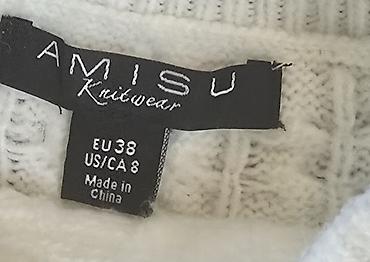 AMISU
Knitwear
EU 38
US/CA 8
Made in
China